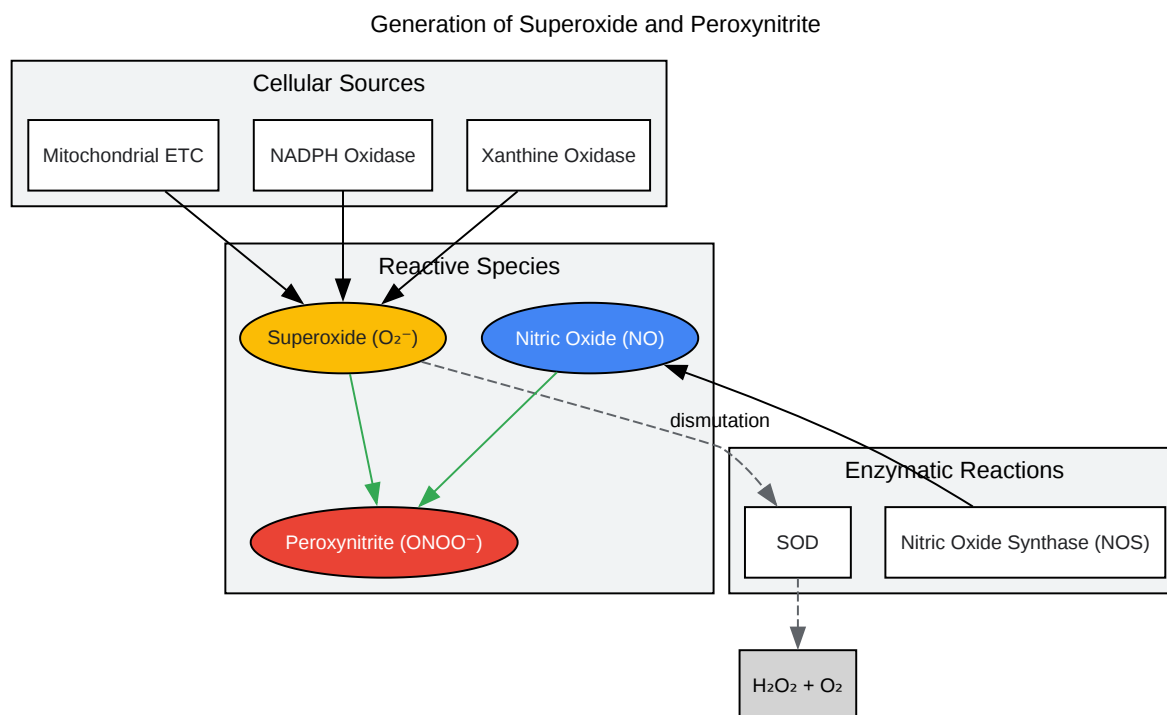 Generation of Superoxide and Peroxynitrite
Cellular Sources
Mitochondrial ETC
NADPH Oxidase
Xanthine Oxidase
Reactive Species
Superoxide (O₂⁻)
Nitric Oxide (NO)
dismutation
Enzymatic Reactions
Peroxynitrite (ONOO⁻)
SOD
Nitric Oxide Synthase (NOS)
H₂O₂ + O₂